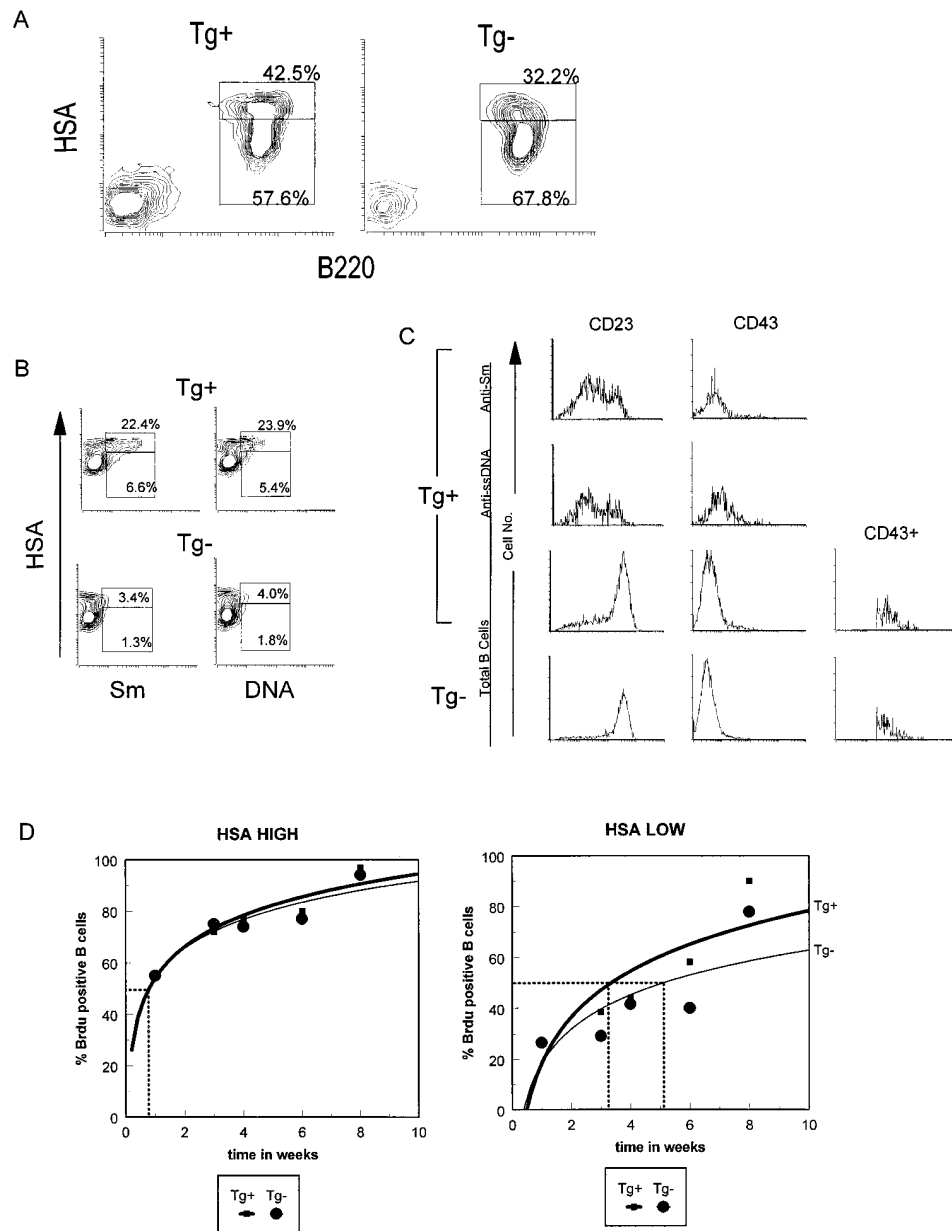 A
Tg+
Tg-
42.5%
32.2%
HSA
57.6%
67.8%
B220
B
Tg+
22.4%
23.9%
6.6%
5.4%
HSA
Tg-
3.4%
4.0%
1.3%
1.8%
Sm
DNA
C
CD23
CD43
Anti-Sm
Tg+
Anti-ssDNA
Cell No.
CD43+
Total B Cells
Tg-
D
HSA HIGH
HSA LOW
100
80
60
40
20
0
% Brdu positive B cells
0 2 4 6 8 10
time in weeks
Tg+ Tg-
100
80
60
40
20
0
% Brdu positive B cells
Tg+
Tg-
0 2 4 6 8 10
time in weeks
Tg+ Tg-